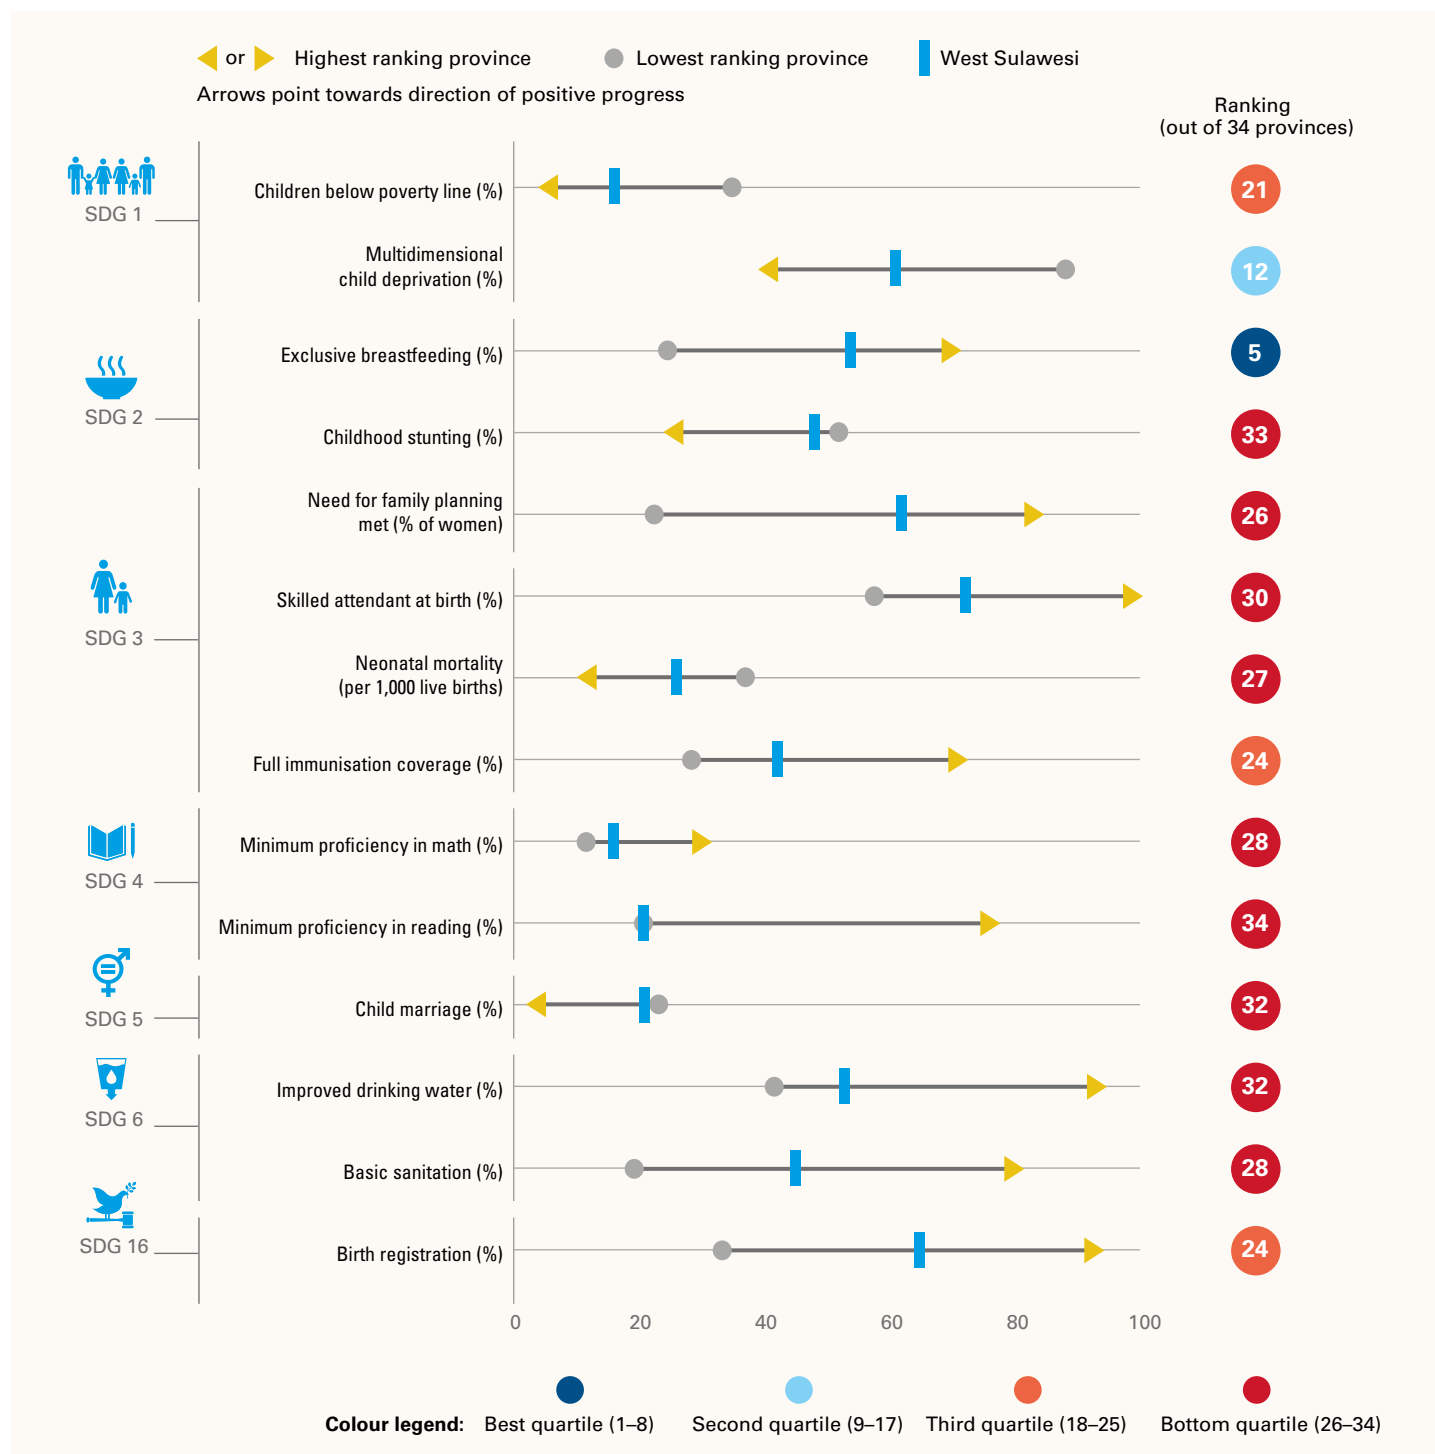 or Highest ranking province Lowest ranking province West Sulawesi
Arrows point towards direction of positive progress
Ranking
(out of 34 provinces)
SDG 1
Children below poverty line (%)
21
Multidimensional
child deprivation (%)
12
SDG 2
Exclusive breastfeeding (%)
5
Childhood stunting (%)
33
SDG 3
Need for family planning
met (% of women)
26
Skilled attendant at birth (%)
30
Neonatal mortality
(per 1,000 live births)
27
Full immunisation coverage (%)
24
SDG 4
Minimum proficiency in math (%)
28
Minimum proficiency in reading (%)
34
SDG 5
Child marriage (%)
32
SDG 6
Improved drinking water (%)
32
Basic sanitation (%)
28
SDG 16
Birth registration (%)
24
0 20 40 60 80 100
Colour legend: Best quartile (1–8) Second quartile (9–17) Third quartile (18–25) Bottom quartile (26–34)